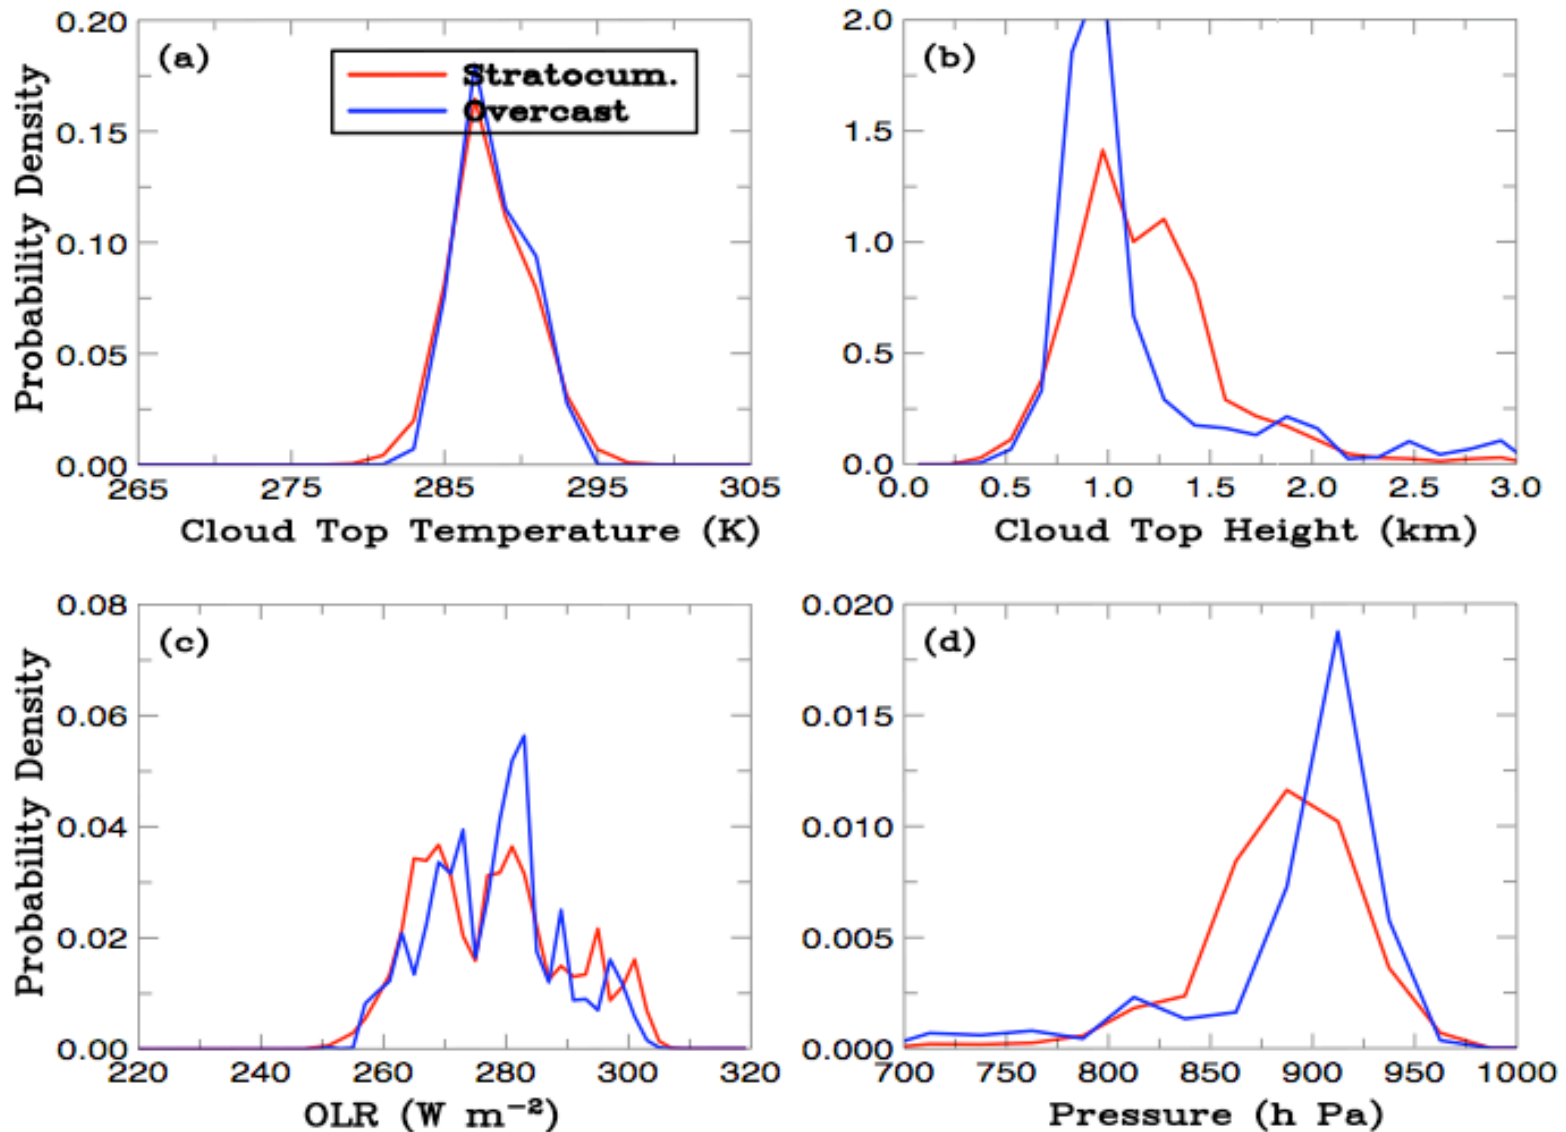 0.20
0.15
0.10
0.05
0.00
Probability Density
(a)
Stratocum.
Overcast
265 275 285 295 305
Cloud Top Temperature (K)
2.0
1.5
1.0
0.5
0.0
(b)
0.0 0.5 1.0 1.5 2.0 2.5 3.0
Cloud Top Height (km)
0.08
0.06
0.04
0.02
0.00
Probability Density
(c)
220 240 260 280 300 320
OLR (W m⁻²)
0.020
0.015
0.010
0.005
0.000
(d)
700 750 800 850 900 950 1000
Pressure (h Pa)